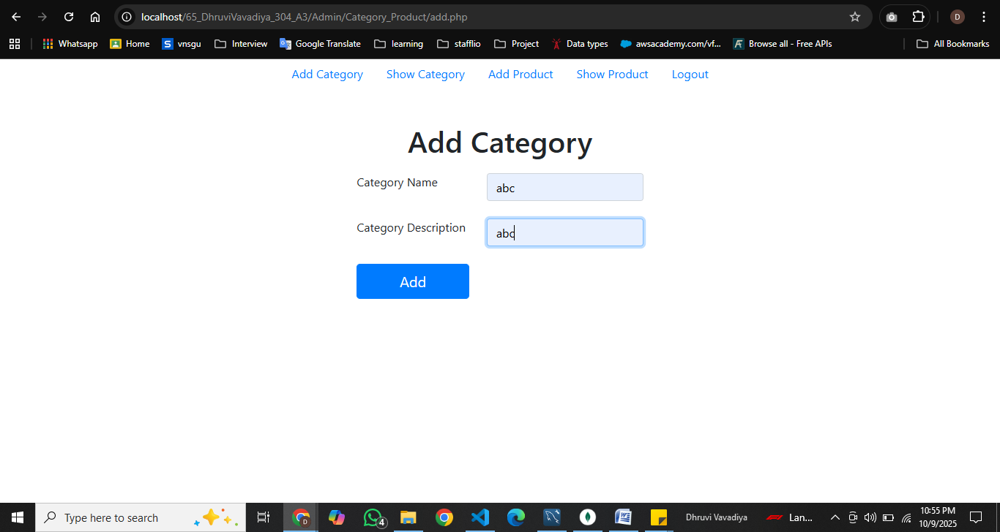 localhost/65_DhruviVavadiya_304_A3/Admin/Category_Product/add.php
D
Whatsapp Home S vnsgu Interview Google Translate learning stafflio Project Data types awsacademy.com/vf... Browse all - Free APIs All Bookmarks
Add Category Show Category Add Product Show Product Logout
Add Category
Category Name abc
Category Description abc
Add
Type here to search D 4 Dhruvi Vavadiya Lan... 10:55 PM
10/9/2025